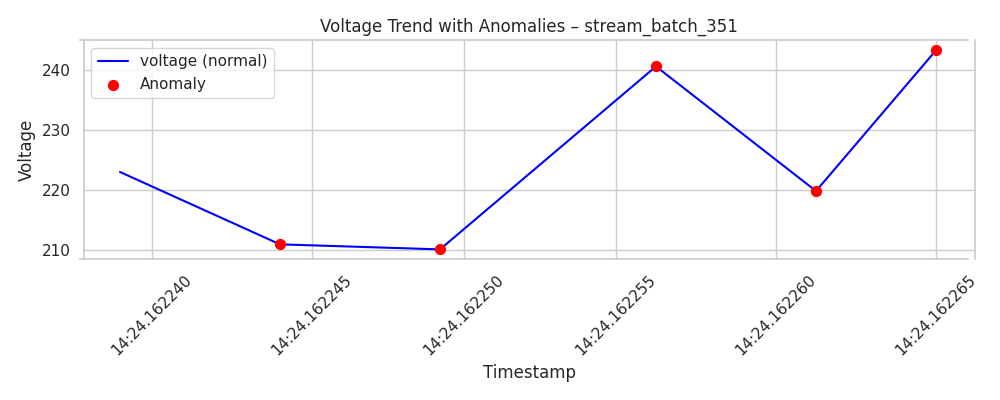 Voltage Trend with Anomalies – stream_batch_351
voltage (normal)
Anomaly
Voltage
240
230
220
210
14:24.162240
14:24.162245
14:24.162250
14:24.162255
14:24.162260
14:24.162265
Timestamp